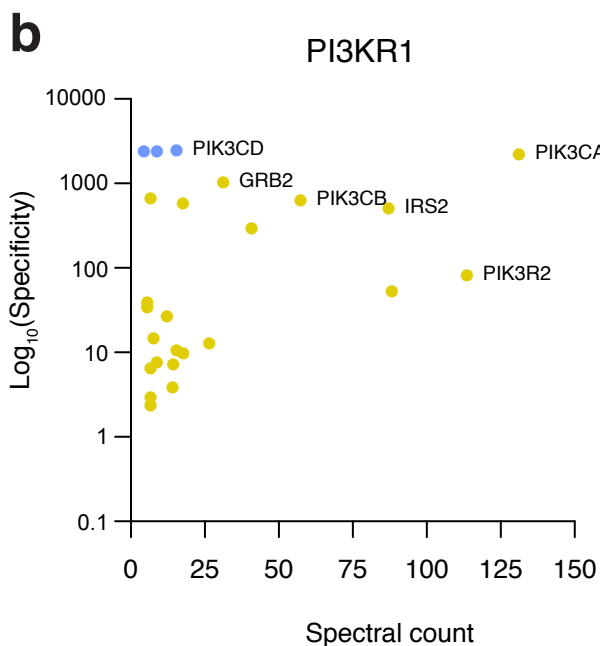 b
PI3KR1
10000
1000
100
10
1
0.1
Log10(Specificity)
PIK3CD
PIK3CA
GRB2
PIK3CB
IRS2
PIK3R2
0 25 50 75 100 125 150
Spectral count